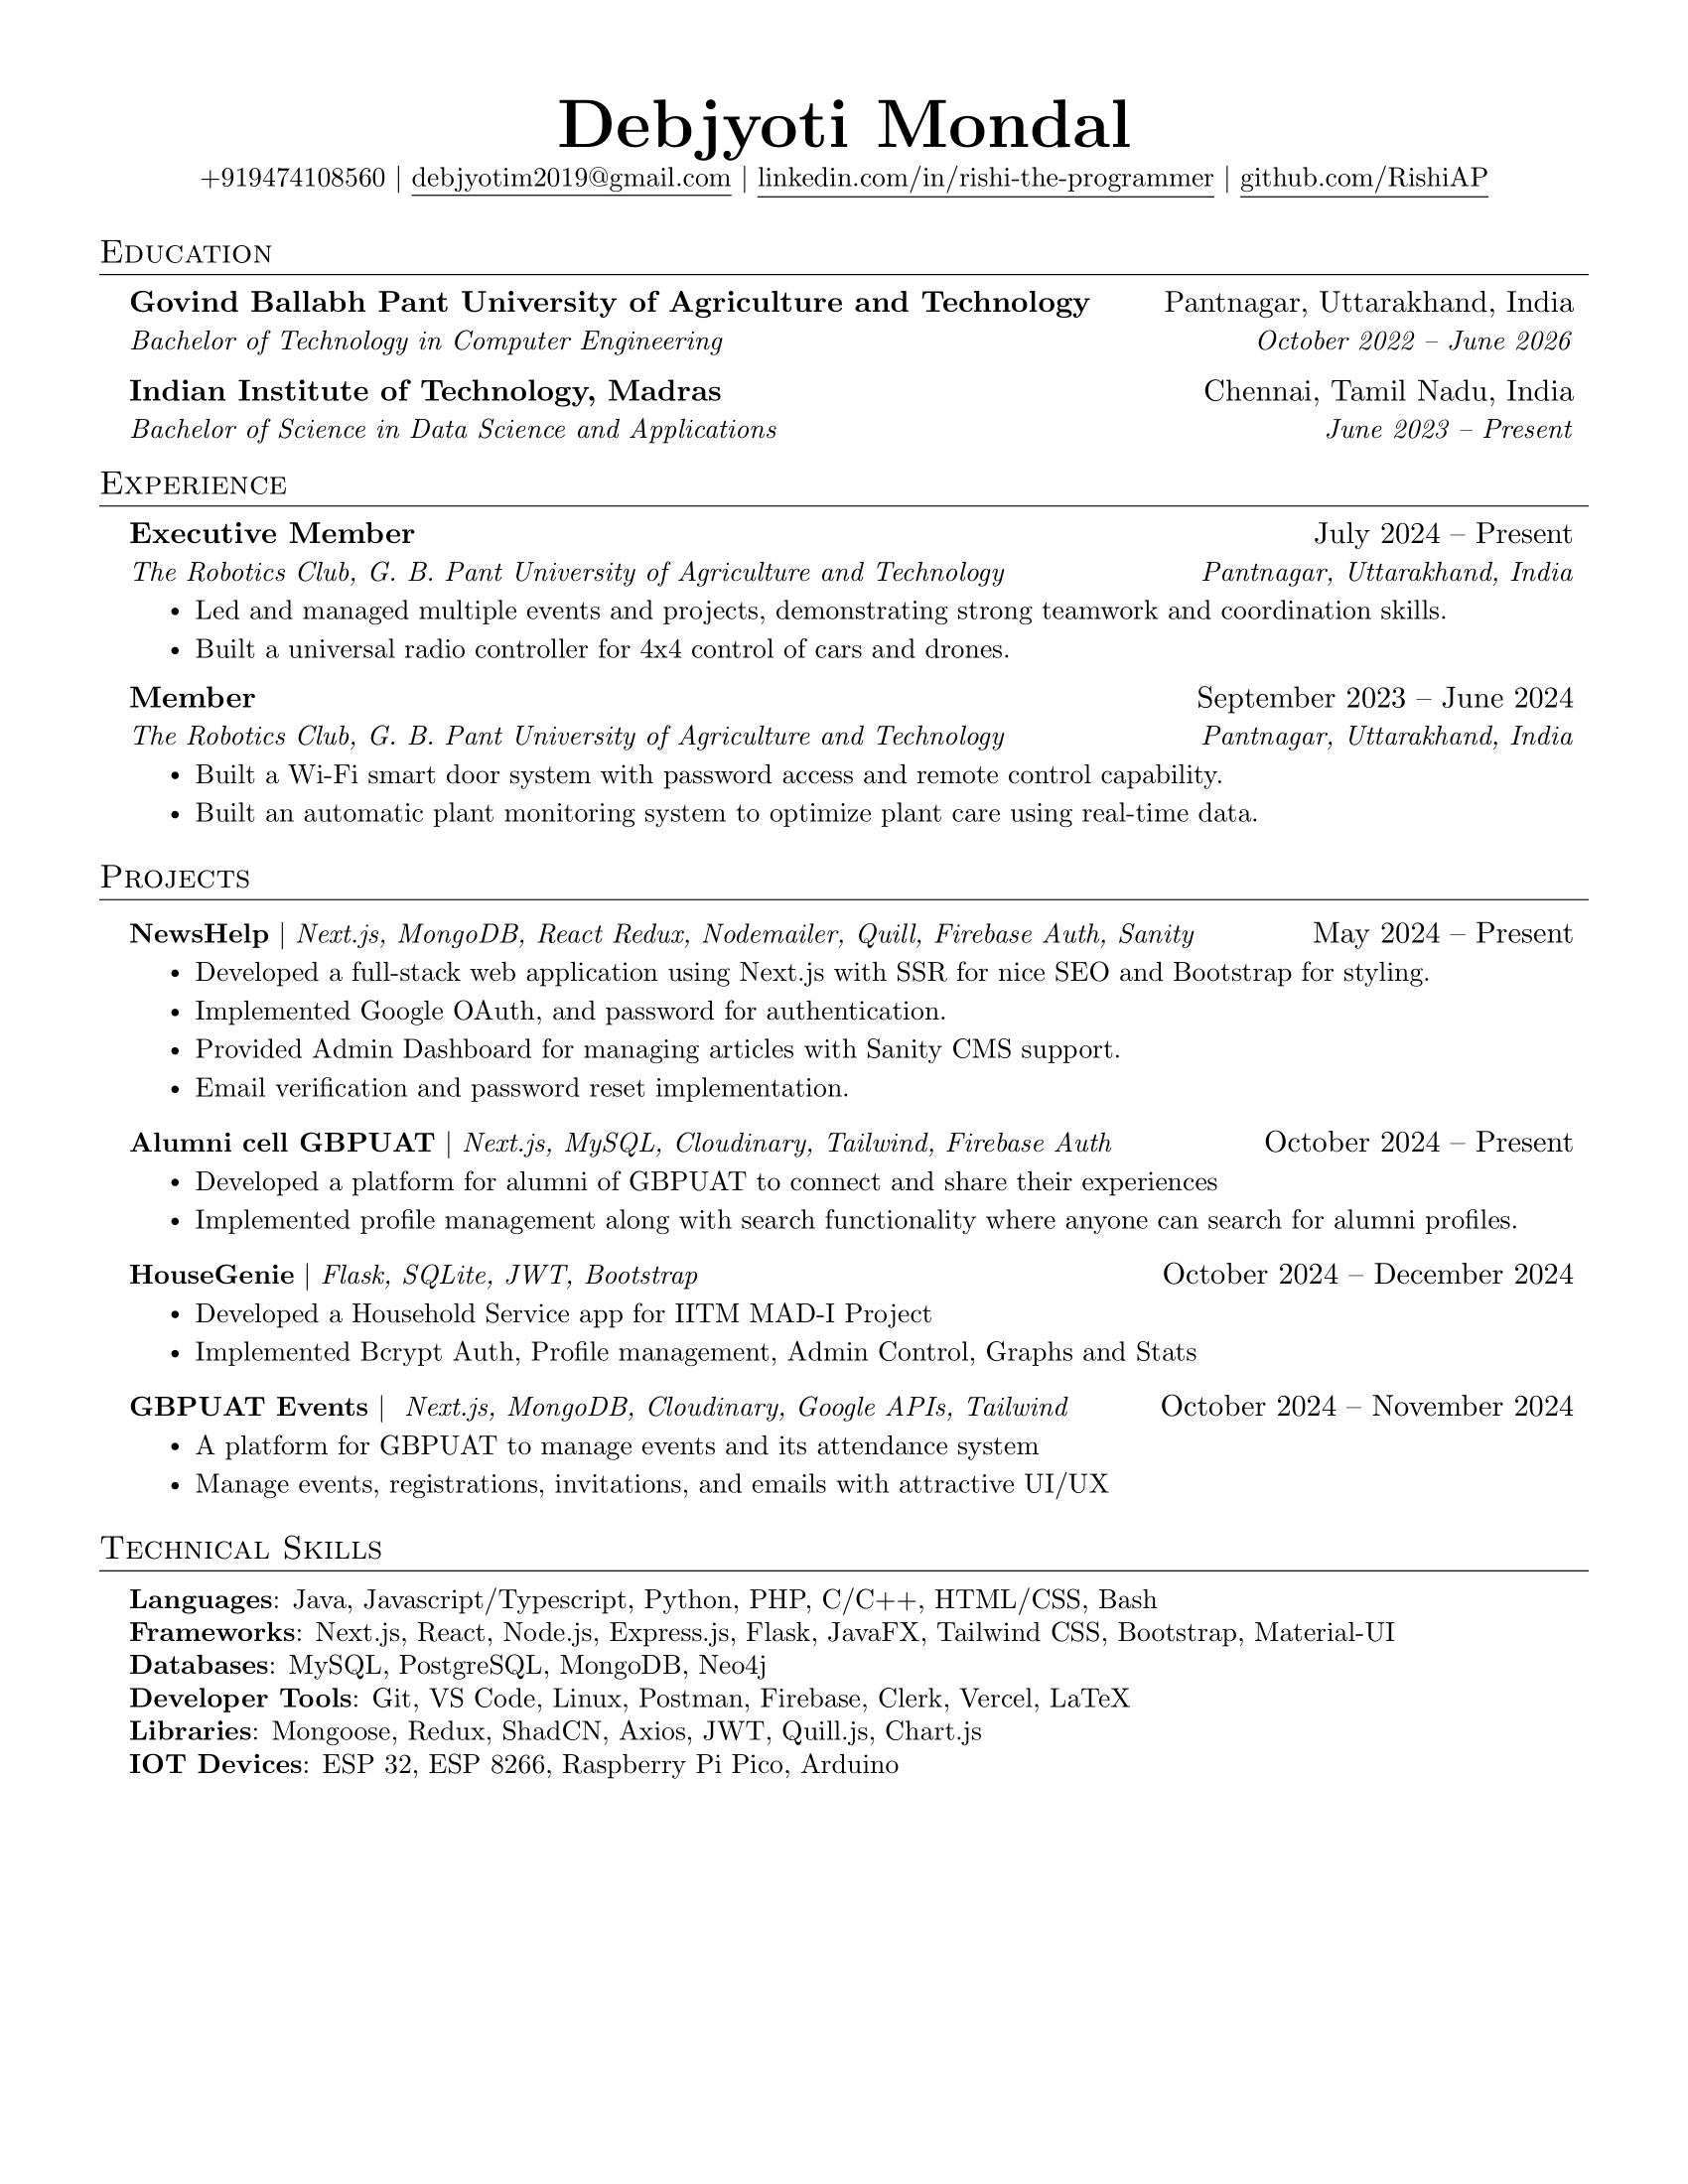 Debjyoti Mondal
+919474108560 | debjyotim2019@gmail.com | linkedin.com/in/rishi-the-programmer | github.com/RishiAP
Education
Govind Ballabh Pant University of Agriculture and Technology Pantnagar, Uttarakhand, India
Bachelor of Technology in Computer Engineering October 2022 – June 2026
Indian Institute of Technology, Madras Chennai, Tamil Nadu, India
Bachelor of Science in Data Science and Applications June 2023 – Present
Experience
Executive Member July 2024 – Present
The Robotics Club, G. B. Pant University of Agriculture and Technology Pantnagar, Uttarakhand, India
• Led and managed multiple events and projects, demonstrating strong teamwork and coordination skills.
• Built a universal radio controller for 4x4 control of cars and drones.
Member September 2023 – June 2024
The Robotics Club, G. B. Pant University of Agriculture and Technology Pantnagar, Uttarakhand, India
• Built a Wi-Fi smart door system with password access and remote control capability.
• Built an automatic plant monitoring system to optimize plant care using real-time data.
Projects
NewsHelp | Next.js, MongoDB, React Redux, Nodemailer, Quill, Firebase Auth, Sanity May 2024 – Present
• Developed a full-stack web application using Next.js with SSR for nice SEO and Bootstrap for styling.
• Implemented Google OAuth, and password for authentication.
• Provided Admin Dashboard for managing articles with Sanity CMS support.
• Email verification and password reset implementation.
Alumni cell GBPUAT | Next.js, MySQL, Cloudinary, Tailwind, Firebase Auth October 2024 – Present
• Developed a platform for alumni of GBPUAT to connect and share their experiences
• Implemented profile management along with search functionality where anyone can search for alumni profiles.
HouseGenie | Flask, SQLite, JWT, Bootstrap October 2024 – December 2024
• Developed a Household Service app for IITM MAD-I Project
• Implemented Bcrypt Auth, Profile management, Admin Control, Graphs and Stats
GBPUAT Events | Next.js, MongoDB, Cloudinary, Google APIs, Tailwind October 2024 – November 2024
• A platform for GBPUAT to manage events and its attendance system
• Manage events, registrations, invitations, and emails with attractive UI/UX
Technical Skills
Languages: Java, Javascript/Typescript, Python, PHP, C/C++, HTML/CSS, Bash
Frameworks: Next.js, React, Node.js, Express.js, Flask, JavaFX, Tailwind CSS, Bootstrap, Material-UI
Databases: MySQL, PostgreSQL, MongoDB, Neo4j
Developer Tools: Git, VS Code, Linux, Postman, Firebase, Clerk, Vercel, LaTeX
Libraries: Mongoose, Redux, ShadCN, Axios, JWT, Quill.js, Chart.js
IOT Devices: ESP 32, ESP 8266, Raspberry Pi Pico, Arduino